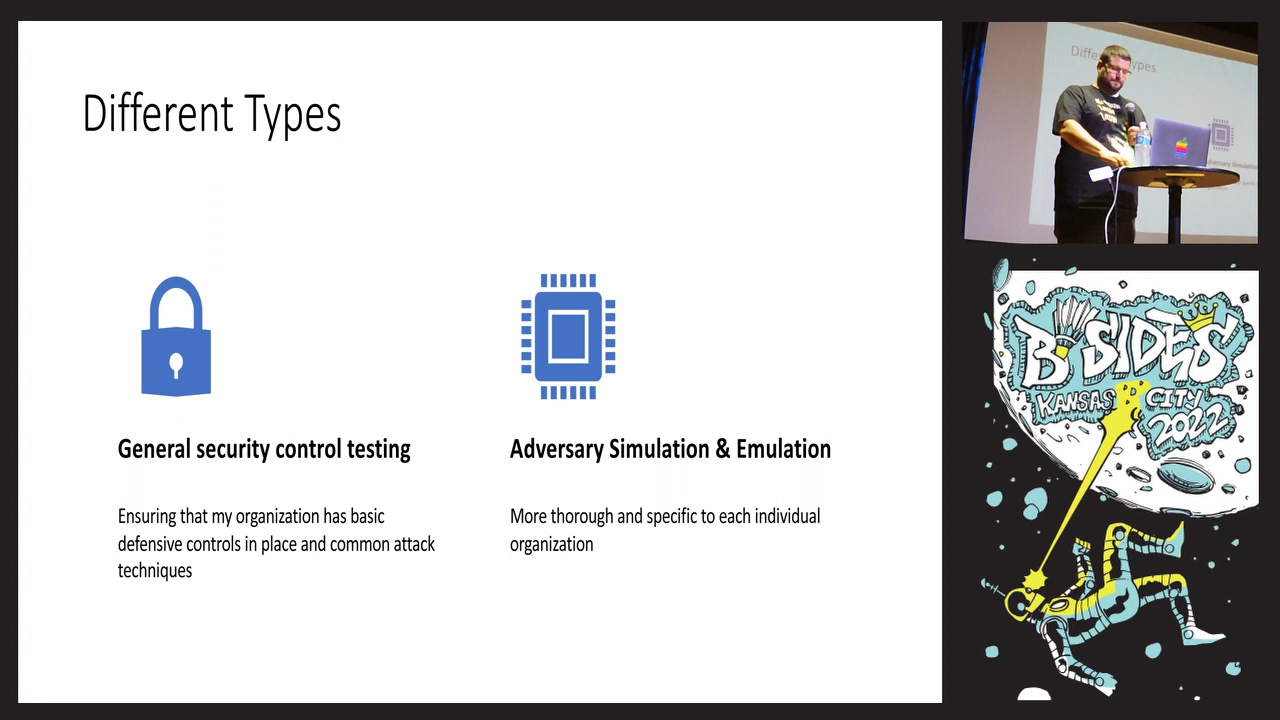 Different Types
General security control testing
Ensuring that my organization has basic
defensive controls in place and common attack
techniques
Adversary Simulation & Emulation
More thorough and specific to each individual
organization
B SIDES
KANSAS CITY
2022